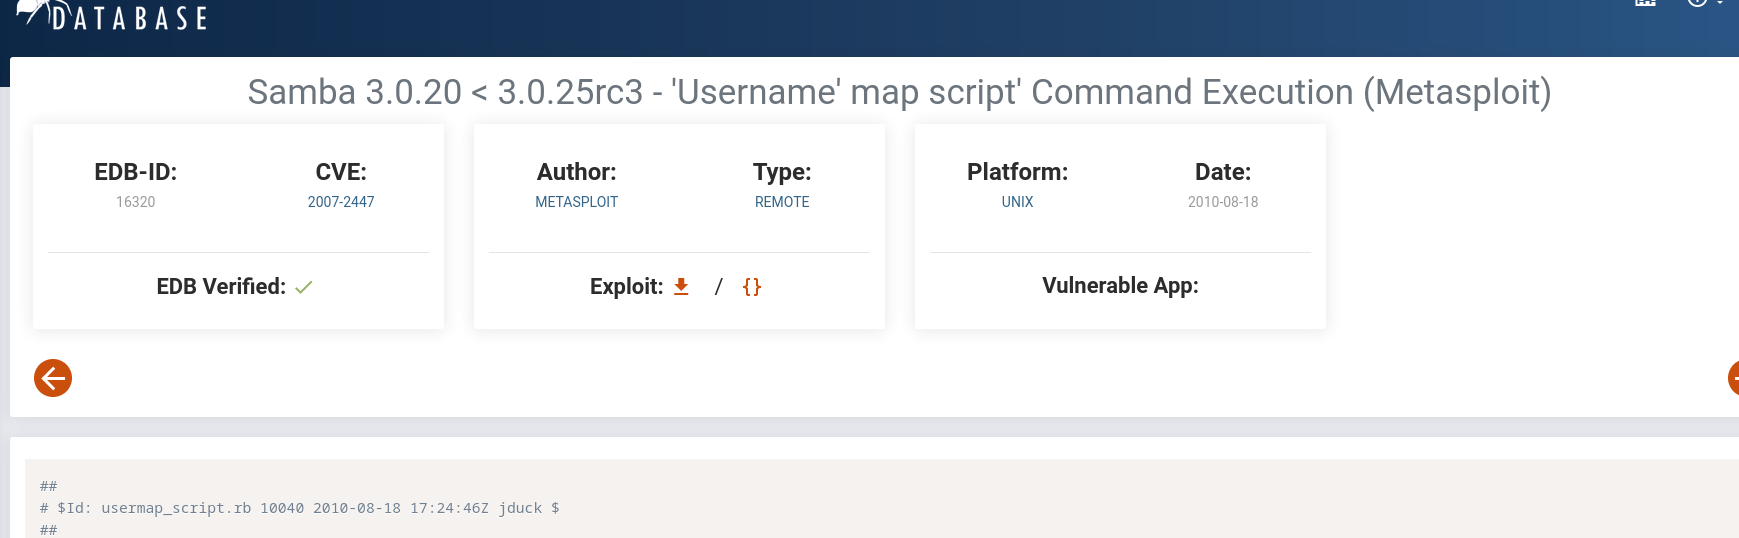 DATABASE
Samba 3.0.20 < 3.0.25rc3 - 'Username' map script' Command Execution (Metasploit)
EDB-ID:
16320
CVE:
2007-2447
Author:
METASPLOIT
Type:
REMOTE
Platform:
UNIX
Date:
2010-08-18
EDB Verified:
Exploit: / {}
Vulnerable App:
##
# $Id: usermap_script.rb 10040 2010-08-18 17:24:46Z jduck $
##